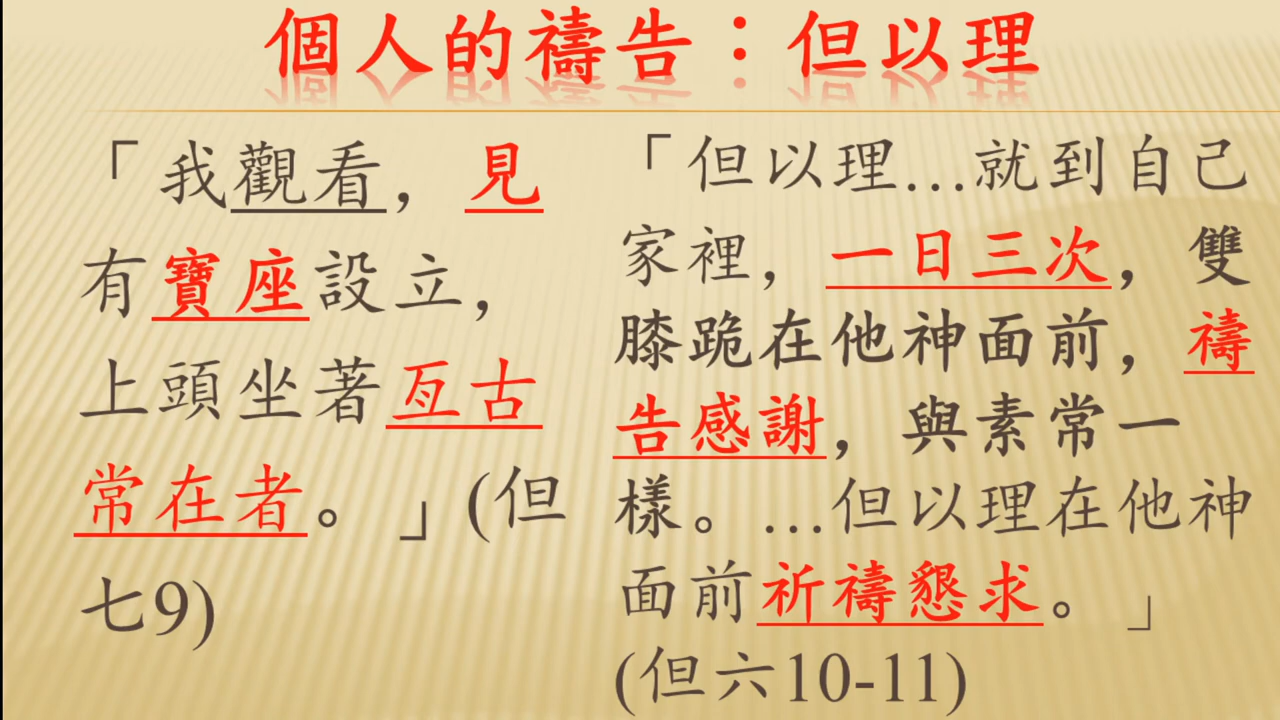 個人的禱告：但以理
「我觀看，見
有寶座設立，
上頭坐著亙古
常在者。」(但
七9)
「但以理…就到自己
家裡，一日三次，雙
膝跪在他神面前，禱
告感謝，與素常一
樣。…但以理在他神
面前祈禱懇求。」
(但六10-11)